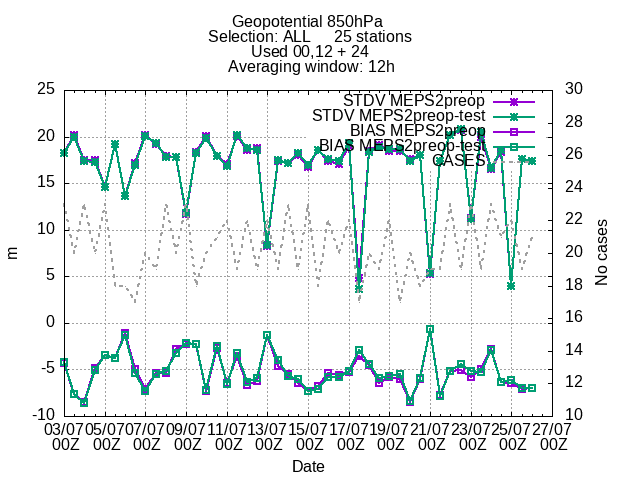 Geopotential 850hPa
Selection: ALL 25 stations
Used 00,12 + 24
Averaging window: 12h
STDV MEPS2preop
STDV MEPS2preop-test
BIAS MEPS2preop
BIAS MEPS2preop-test
CASES
25
20
15
10
5
0
-5
-10
m
30
28
26
24
22
20
18
16
14
12
10
No cases
03/07 05/07 07/07 09/07 11/07 13/07 15/07 17/07 19/07 21/07 23/07 25/07 27/07
00Z 00Z 00Z 00Z 00Z 00Z 00Z 00Z 00Z 00Z 00Z 00Z 00Z
Date